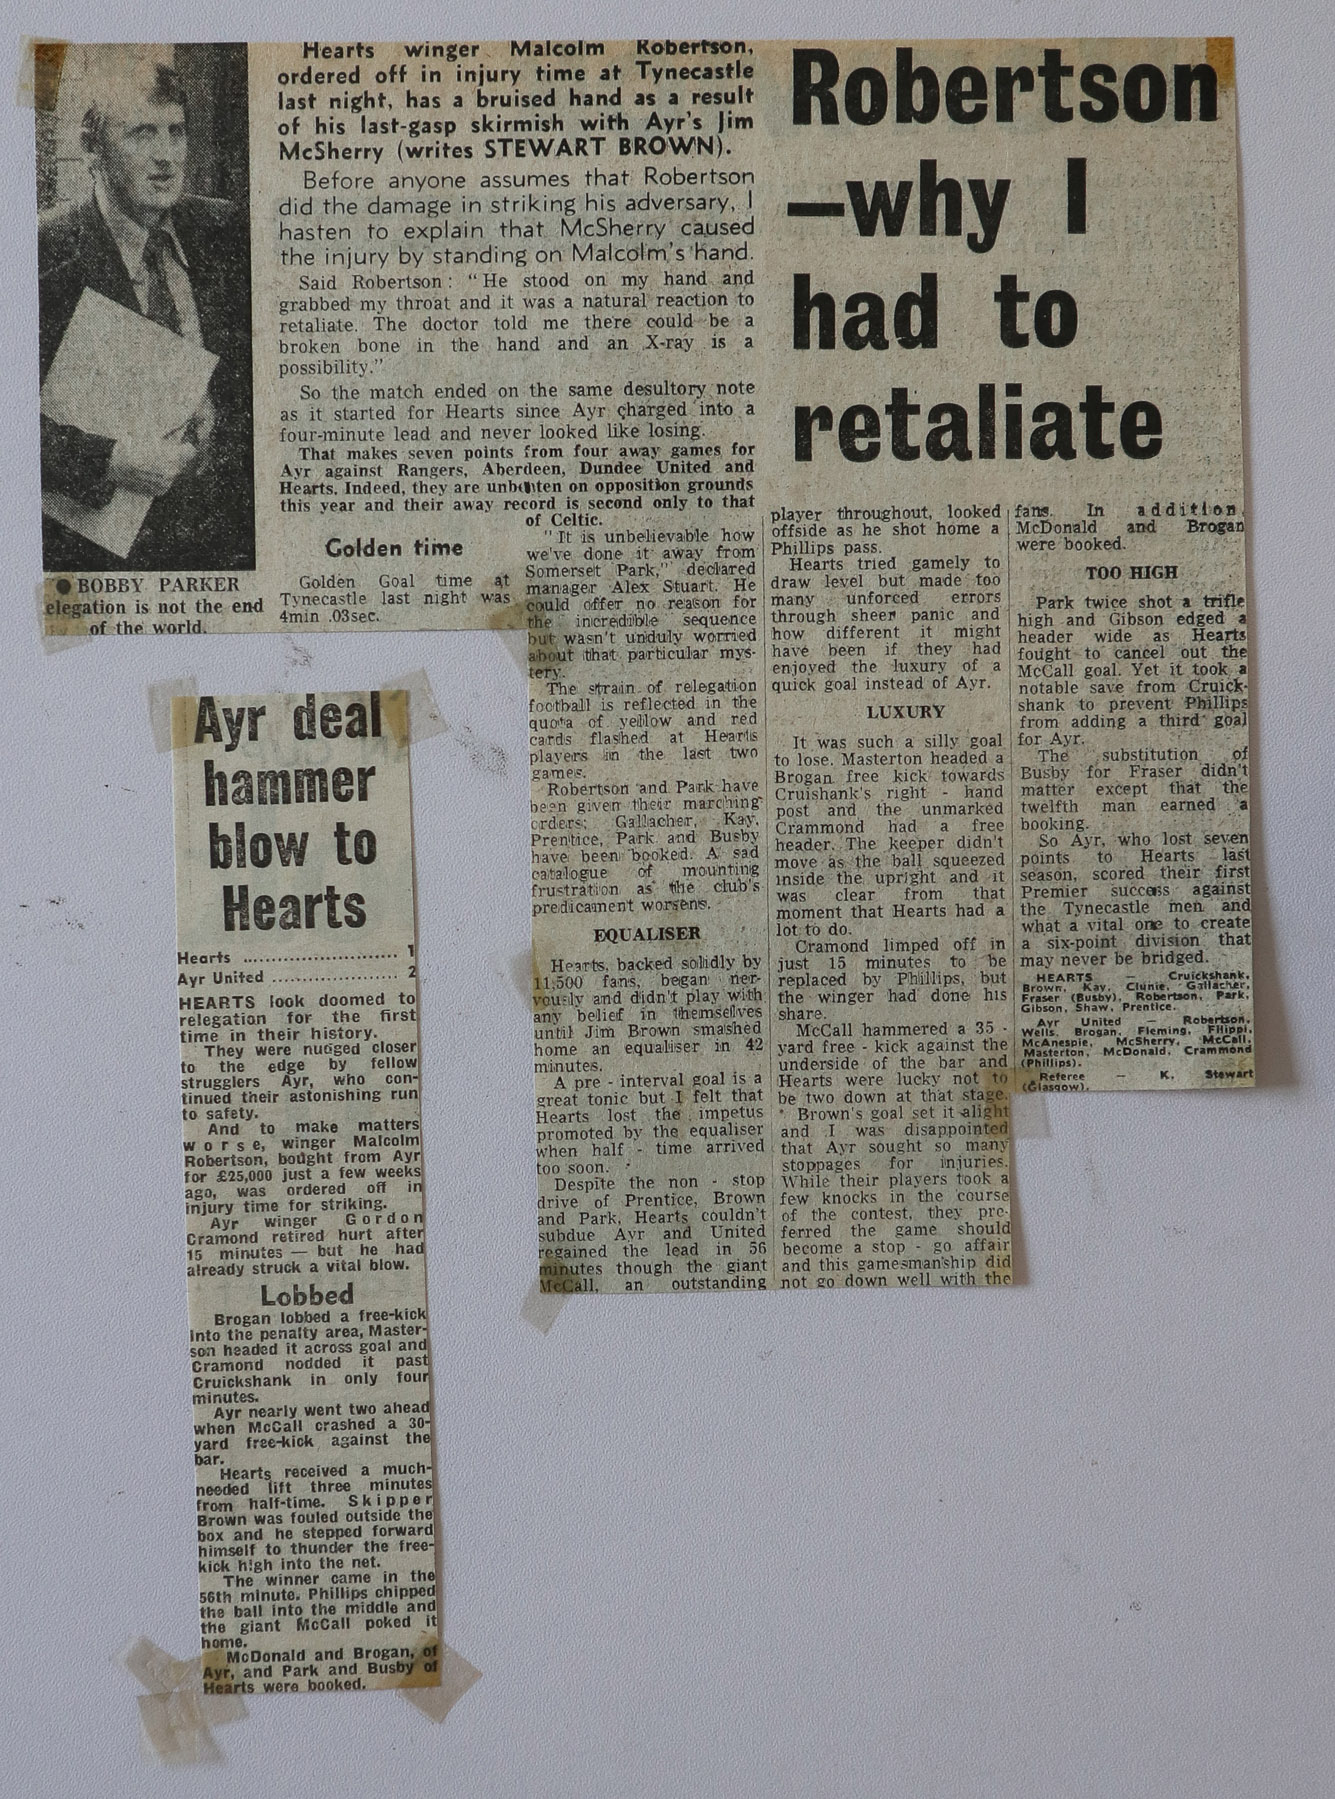 Robertson
—why I
had to
retaliate
Hearts winger Malcolm Robertson,
ordered off in injury time at Tynecastle
last night, has a bruised hand as a result
of his last-gasp skirmish with Ayr's Jim
McSherry (writes STEWART BROWN).
Before anyone assumes that Robertson
did the damage in striking his adversary, I
hasten to explain that McSherry caused
the injury by standing on Malcolm's hand.
Said Robertson: "He stood on my hand and
grabbed my throat and it was a natural reaction to
retaliate. The doctor told me there could be a
broken bone in the hand and an X-ray is a
possibility."
So the match ended on the same desultory note
as it started for Hearts since Ayr charged into a
four-minute lead and never looked like losing.
That makes seven points from four away games for
Ayr against Rangers, Aberdeen, Dundee United and
Hearts. Indeed, they are unbeaten on opposition grounds
this year and their away record is second only to that
of Celtic.
● BOBBY PARKER
elegation is not the end
of the world.
Golden time
Golden Goal time at
Tynecastle last night was
4min .03sec.
"It is unbelievable how
we've done it away from
Somerset Park," declared
manager Alex Stuart. He
could offer no reason for
the incredible sequence
but wasn't unduly worried
about that particular mys-
tery.
The strain of relegation
football is reflected in the
quota of yellow and red
cards flashed at Hearts
players in the last two
games.
Robertson and Park have
been given their marching
orders; Gallacher, Kay,
Prentice, Park and Busby
have been booked. A sad
catalogue of mounting
frustration as the club's
predicament worsens.
EQUALISER
Hearts, backed solidly by
11,500 fans, began ner-
vously and didn't play with
any belief in themselves
until Jim Brown smashed
home an equaliser in 42
minutes.
A pre - interval goal is a
great tonic but I felt that
Hearts lost the impetus
promoted by the equaliser
when half - time arrived
too soon.
Despite the non - stop
drive of Prentice, Brown
and Park, Hearts couldn't
subdue Ayr and United
regained the lead in 56
minutes though the giant
McCall, an outstanding
player throughout, looked
offside as he shot home a
Phillips pass.
Hearts tried gamely to
draw level but made too
many unforced errors
through sheer panic and
how different it might
have been if they had
enjoyed the luxury of a
quick goal instead of Ayr.
LUXURY
It was such a silly goal
to lose. Masterton headed a
Brogan free kick towards
Cruishank's right - hand
post and the unmarked
Crammond had a free
header. The keeper didn't
move as the ball squeezed
inside the upright and it
was clear from that
moment that Hearts had a
lot to do.
Cramond limped off in
just 15 minutes to be
replaced by Phillips, but
the winger had done his
share.
McCall hammered a 35 -
yard free - kick against the
underside of the bar and
Hearts were lucky not to
be two down at that stage.
Brown's goal set it alight
and I was disappointed
that Ayr sought so many
stoppages for injuries.
While their players took a
few knocks in the course
of the contest, they pre-
ferred the game should
become a stop - go affair
and this gamesmanship did
not go down well with the
fans. In addition,
McDonald and Brogan
were booked.
TOO HIGH
Park twice shot a trifle
high and Gibson edged a
header wide as Hearts
fought to cancel out the
McCall goal. Yet it took a
notable save from Cruick-
shank to prevent Phillips
from adding a third goal
for Ayr.
The substitution of
Busby for Fraser didn't
matter except that the
twelfth man earned a
booking.
So Ayr, who lost seven
points to Hearts last
season, scored their first
Premier success against
the Tynecastle men and
what a vital one to create
a six-point division that
may never be bridged.
HEARTS — Cruickshank,
Brown, Kay, Clunie, Gallacher,
Fraser (Busby), Robertson, Park,
Gibson, Shaw, Prentice.
Ayr United — Robertson,
Wells, Brogan, Fleming, Filippi,
McAnespie, McSherry, McCall,
Masterton, McDonald, Crammond
(Phillips).
Referee — K. Stewart
(Glasgow).
Ayr deal
hammer
blow to
Hearts
Hearts ............................ 1
Ayr United ....................... 2
HEARTS look doomed to
relegation for the first
time in their history.
They were nudged closer
to the edge by fellow
strugglers Ayr, who con-
tinued their astonishing run
to safety.
And to make matters
worse, winger Malcolm
Robertson, bought from Ayr
for £25,000 just a few weeks
ago, was ordered off in
injury time for striking.
Ayr winger Gordon
Cramond retired hurt after
15 minutes — but he had
already struck a vital blow.
Lobbed
Brogan lobbed a free-kick
into the penalty area, Master-
son headed it across goal and
Cramond nodded it past
Cruickshank in only four
minutes.
Ayr nearly went two ahead
when McCall crashed a 30-
yard free-kick against the
bar.
Hearts received a much-
needed lift three minutes
from half-time. Skipper
Brown was fouled outside the
box and he stepped forward
himself to thunder the free-
kick high into the net.
The winner came in the
56th minute. Phillips chipped
the ball into the middle and
the giant McCall poked it
home.
McDonald and Brogan, of
Ayr, and Park and Busby of
Hearts were booked.